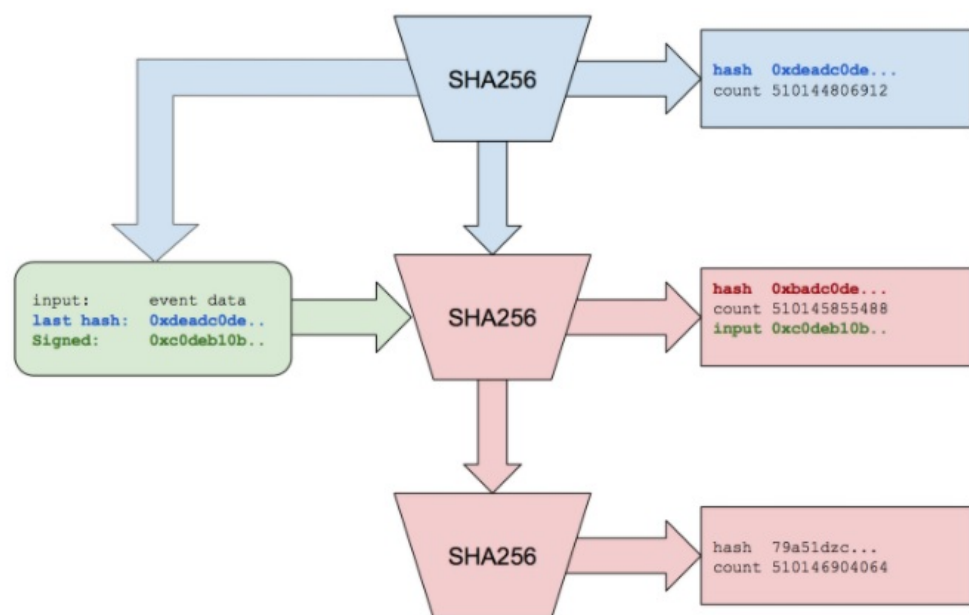 SHA256
hash 0xdeadc0de...
count 510144806912
input: event data
last hash: 0xdeadc0de..
Signed: 0xc0deb10b..
SHA256
hash 0xbadc0de...
count 510145855488
input 0xc0deb10b..
SHA256
hash 79a51dzc...
count 510146904064